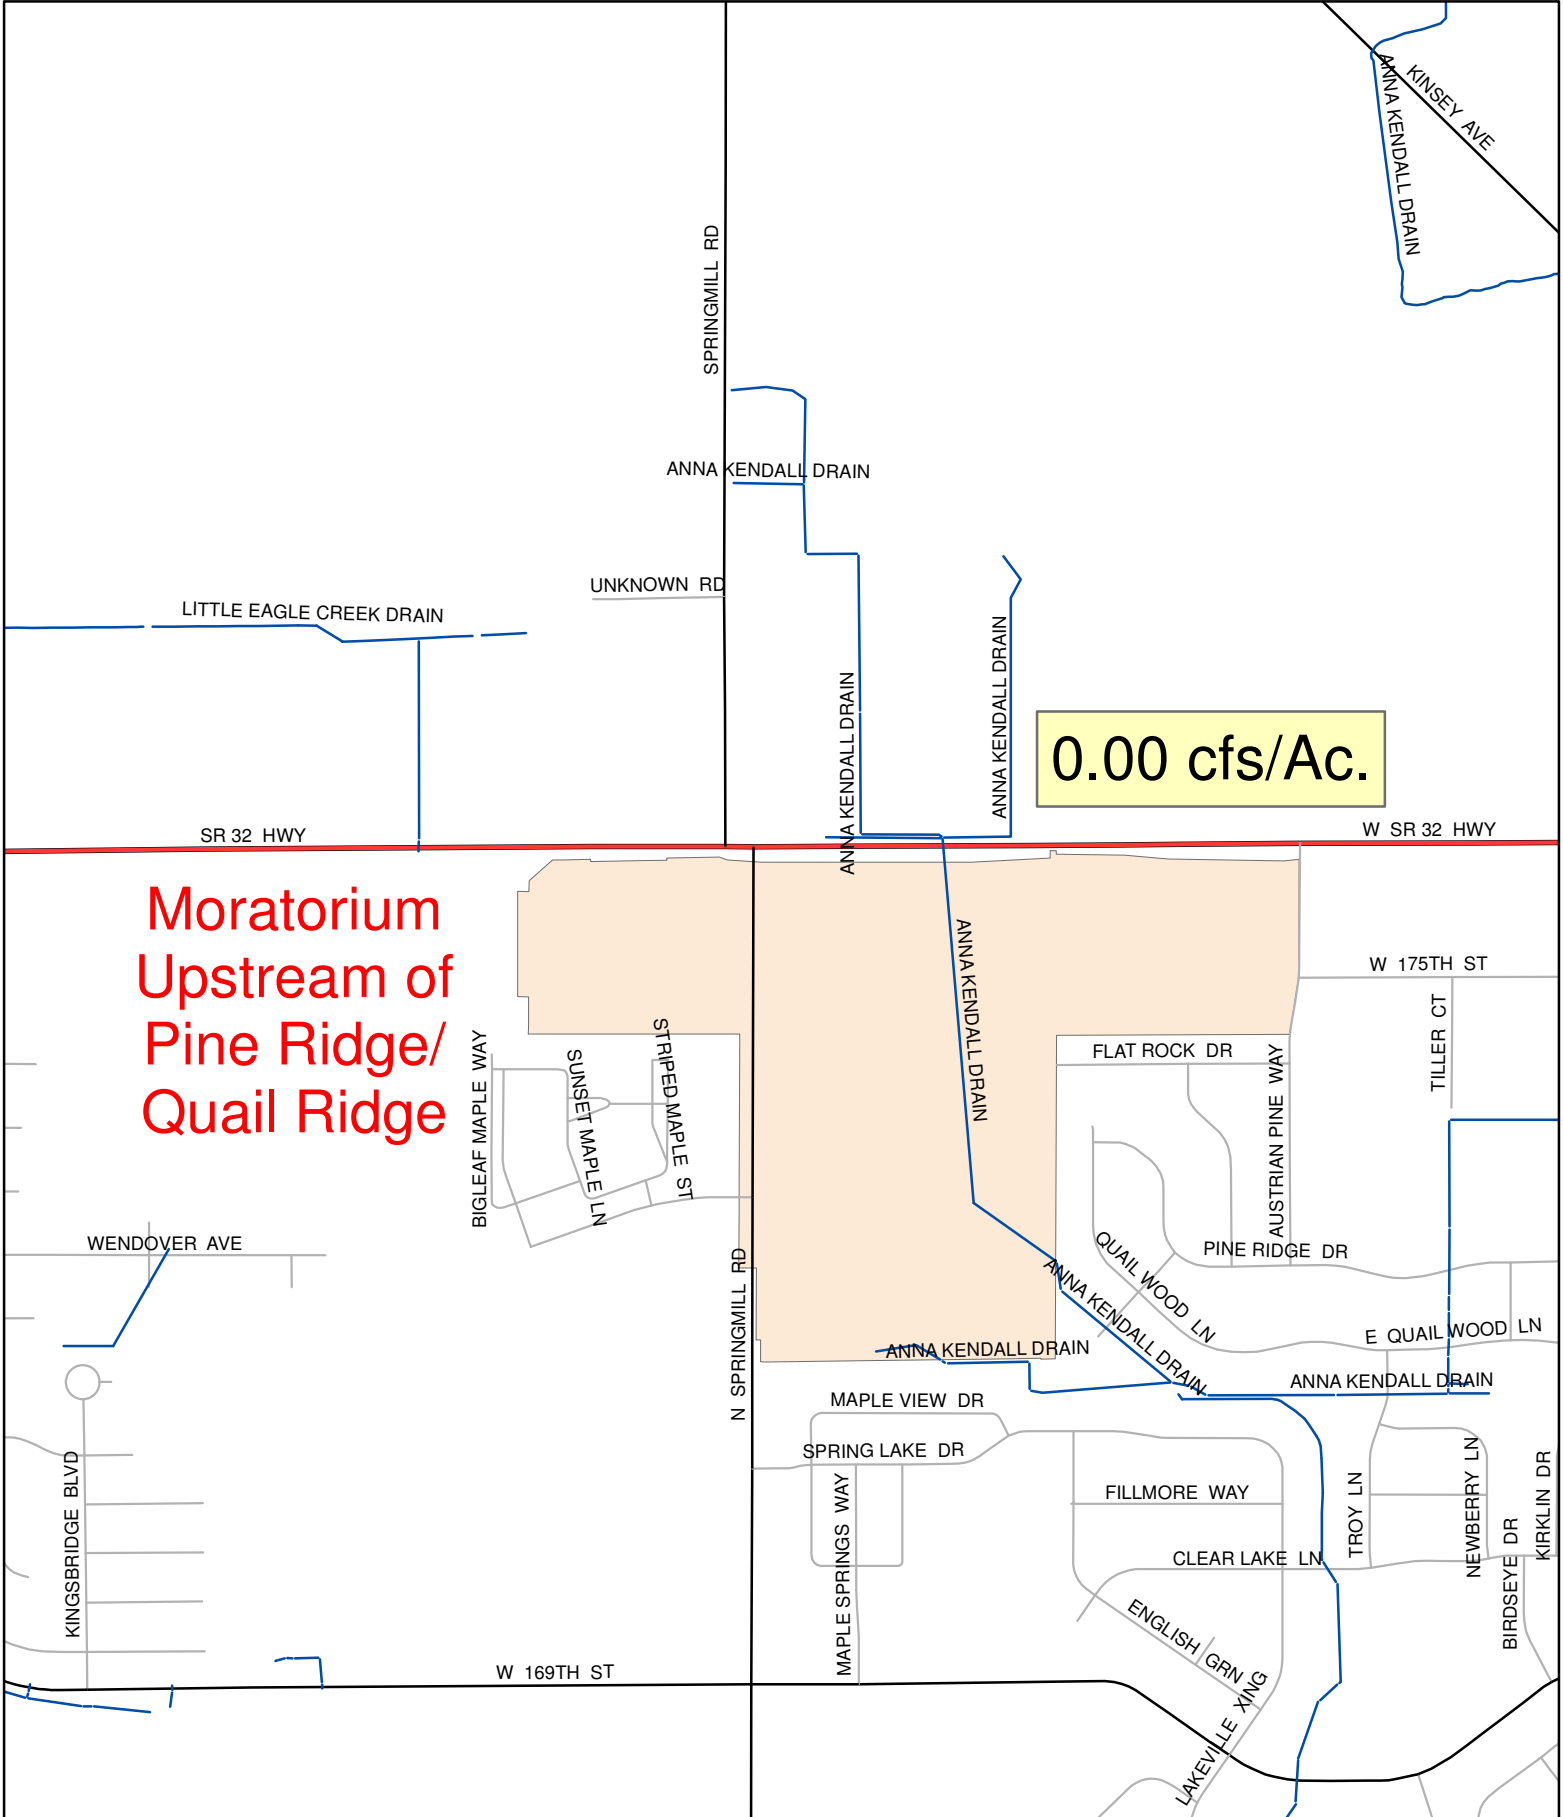 KINSEY AVE
ANNA KENDALL DRAIN
SPRINGMILL RD
ANNA KENDALL DRAIN
UNKNOWN RD
LITTLE EAGLE CREEK DRAIN
ANNA KENDALL DRAIN
ANNA KENDALL DRAIN
0.00 cfs/Ac.
SR 32 HWY
W SR 32 HWY
Moratorium
Upstream of
Pine Ridge/
Quail Ridge
ANNA KENDALL DRAIN
W 175TH ST
TILLER CT
FLAT ROCK DR
AUSTRIAN PINE WAY
BIGLEAF MAPLE WAY
SUNSET MAPLE LN
STRIPED MAPLE ST
WENDOVER AVE
QUAIL WOOD LN
PINE RIDGE DR
N SPRINGMILL RD
ANNA KENDALL DRAIN
ANNA KENDALL DRAIN
E QUAIL WOOD LN
ANNA KENDALL DRAIN
MAPLE VIEW DR
SPRING LAKE DR
KINGSBRIDGE BLVD
MAPLE SPRINGS WAY
FILLMORE WAY
TROY LN
NEWBERRY LN
KIRKLIN DR
CLEAR LAKE LN
BIRDSEYE DR
ENGLISH GRN
W 169TH ST
LAKEVILLE XING